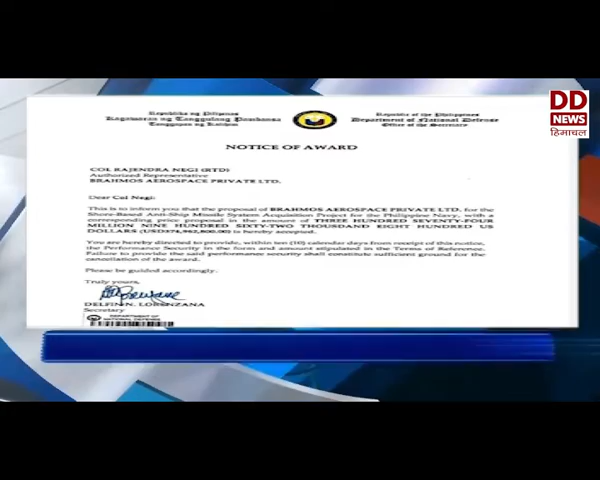 DD
NEWS
हिमाचल
Republika ng Pilipinas
Kagawaran ng Tanggulang Pambansa
Tanggapan ng Kalihim
Republic of the Philippines
Department of National Defense
Office of the Secretary
NOTICE OF AWARD
COL RAJENDRA NEGI (RTD)
Authorized Representative
BRAHMOS AEROSPACE PRIVATE LTD.
Dear Col Negi:
This is to inform you that the proposal of BRAHMOS AEROSPACE PRIVATE LTD. for the
Shore-Based Anti-Ship Missile System Acquisition Project for the Philippine Navy, with a
corresponding price proposal in the amount of THREE HUNDRED SEVENTY-FOUR
MILLION NINE HUNDRED SIXTY-TWO THOUSAND EIGHT HUNDRED US
DOLLARS (USD374,962,800.00) is hereby accepted.
You are hereby directed to provide, within ten (10) calendar days from receipt of this notice,
the Performance Security in the form and amount stipulated in the Terms of Reference.
Failure to provide the said performance security shall constitute sufficient ground for the
cancellation of the award.
Please be guided accordingly.
Truly yours,
DELFIN N. LORENZANA
Secretary
DEPARTMENT OF
NATIONAL DEFENSE